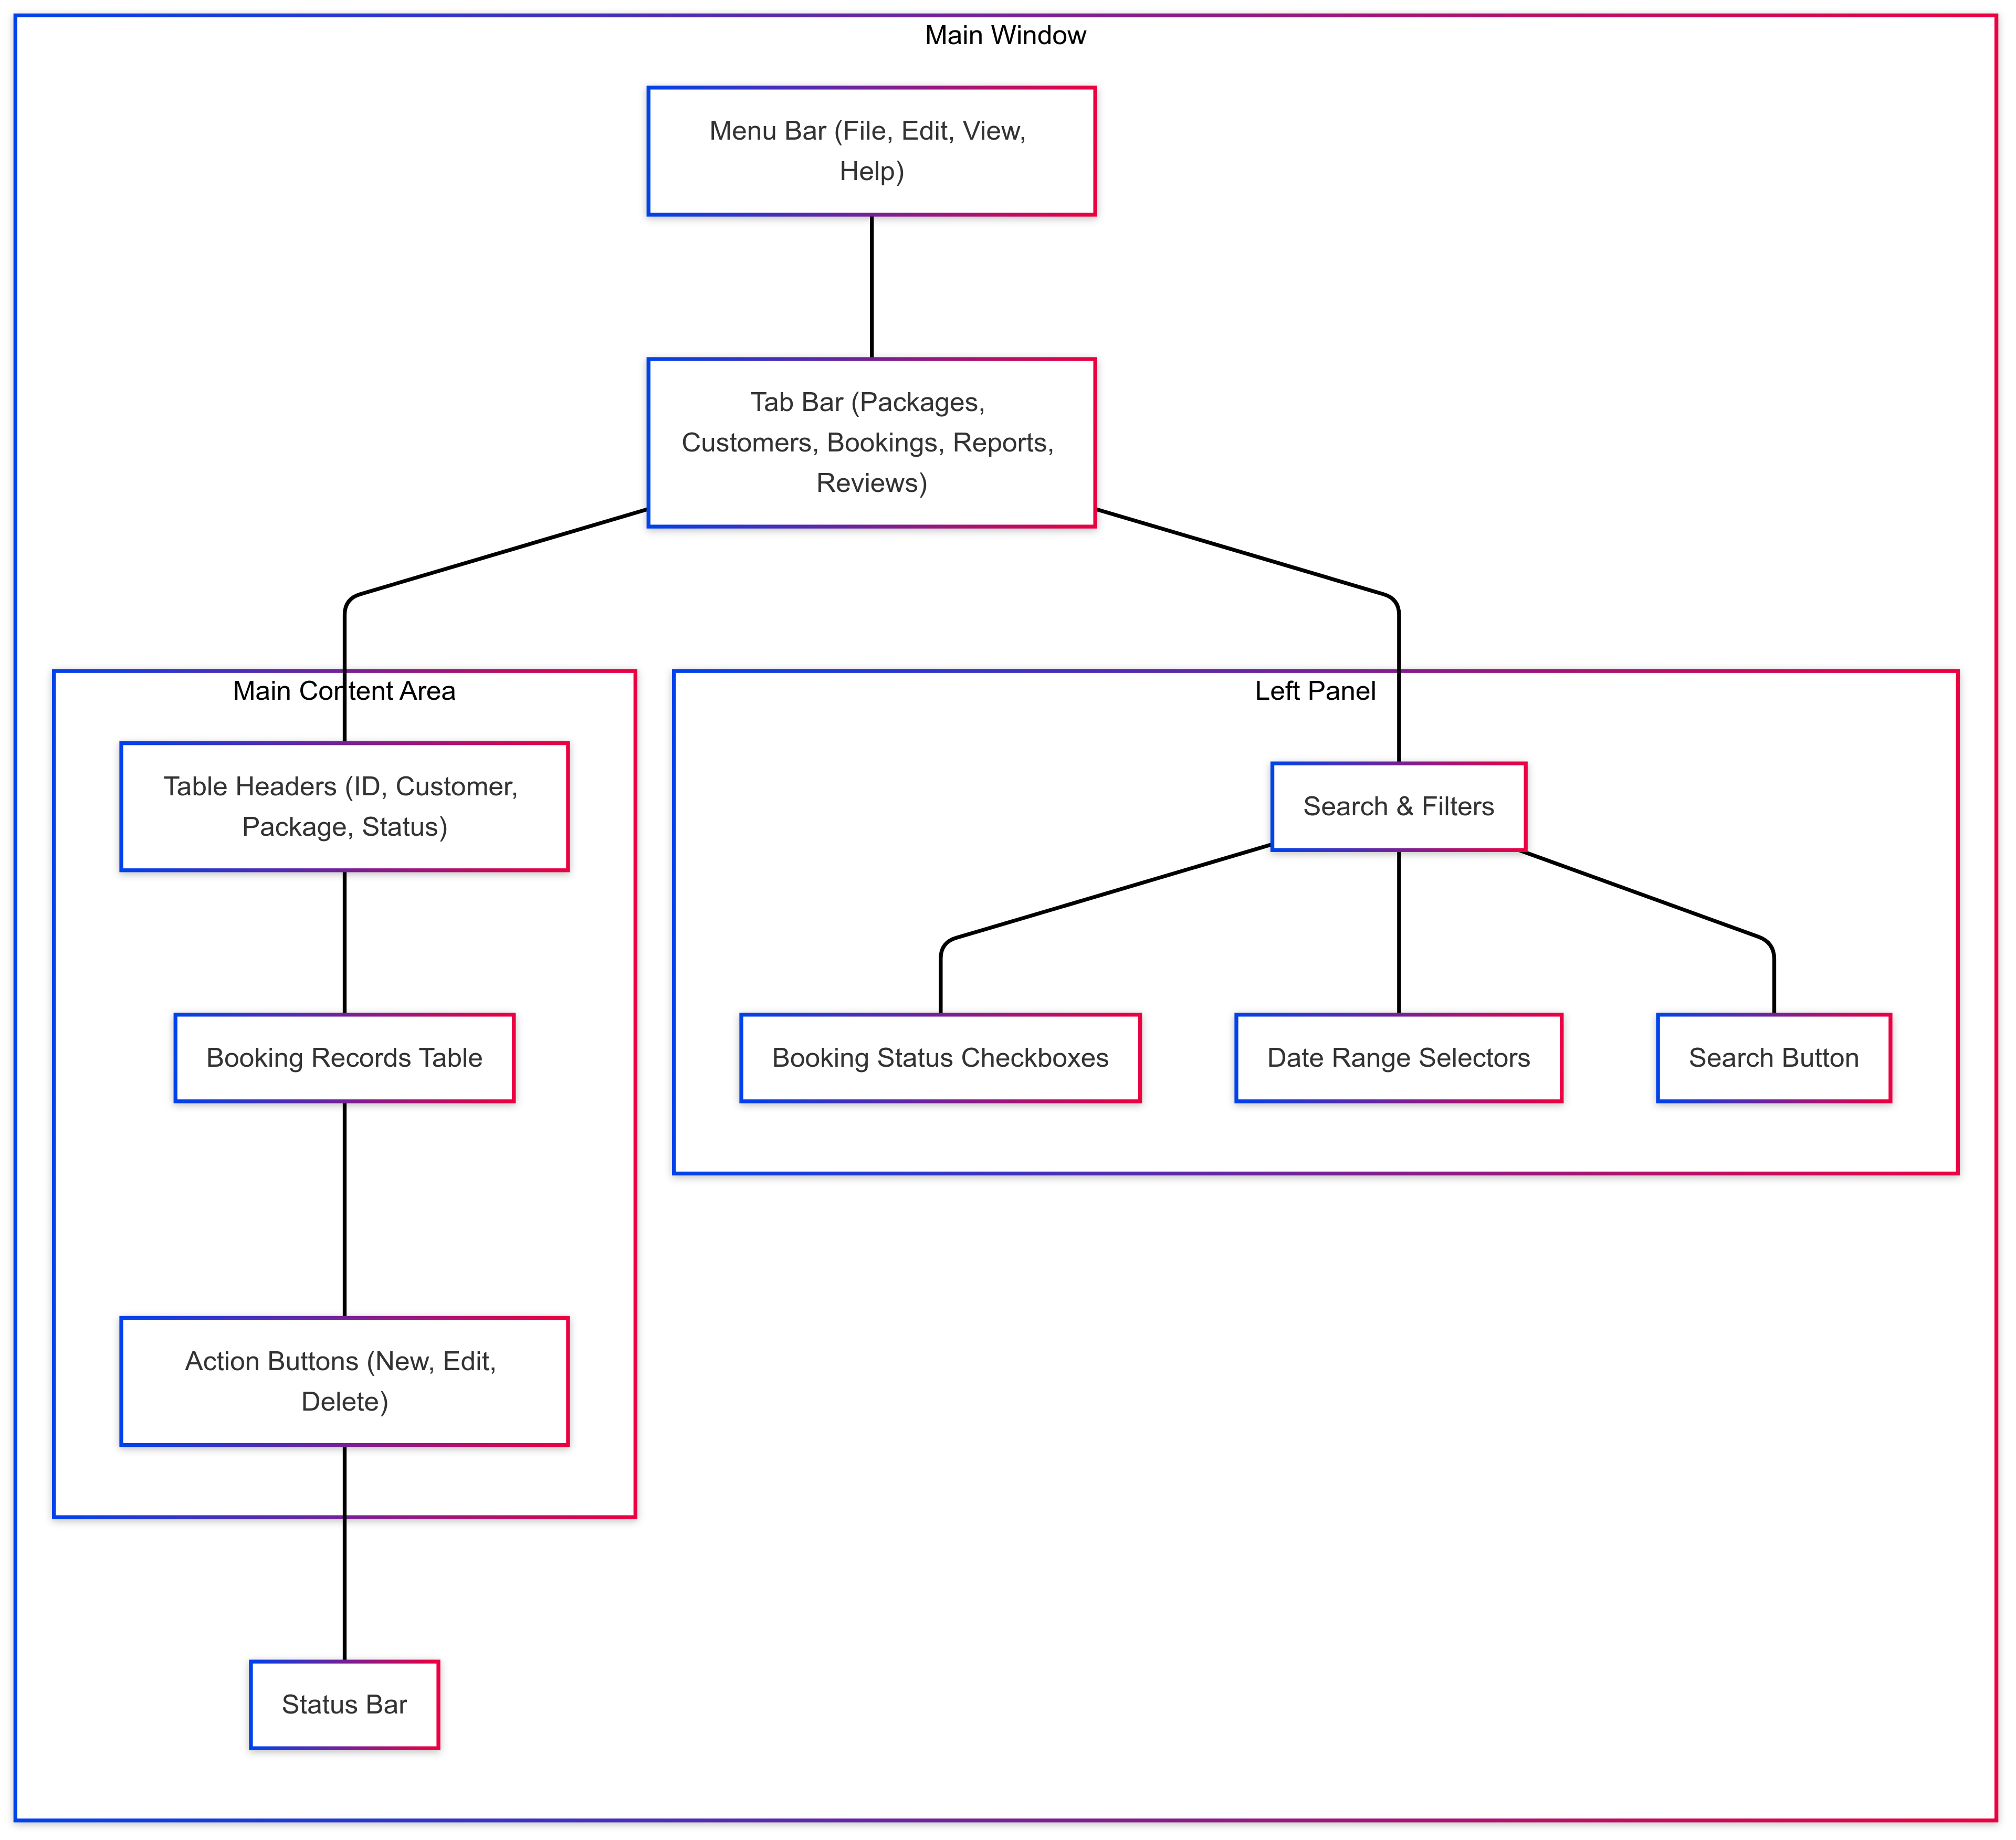 Main Window
Menu Bar (File, Edit, View,
Help)
Tab Bar (Packages,
Customers, Bookings, Reports,
Reviews)
Main Content Area
Table Headers (ID, Customer,
Package, Status)
Booking Records Table
Action Buttons (New, Edit,
Delete)
Left Panel
Search & Filters
Booking Status Checkboxes
Date Range Selectors
Search Button
Status Bar